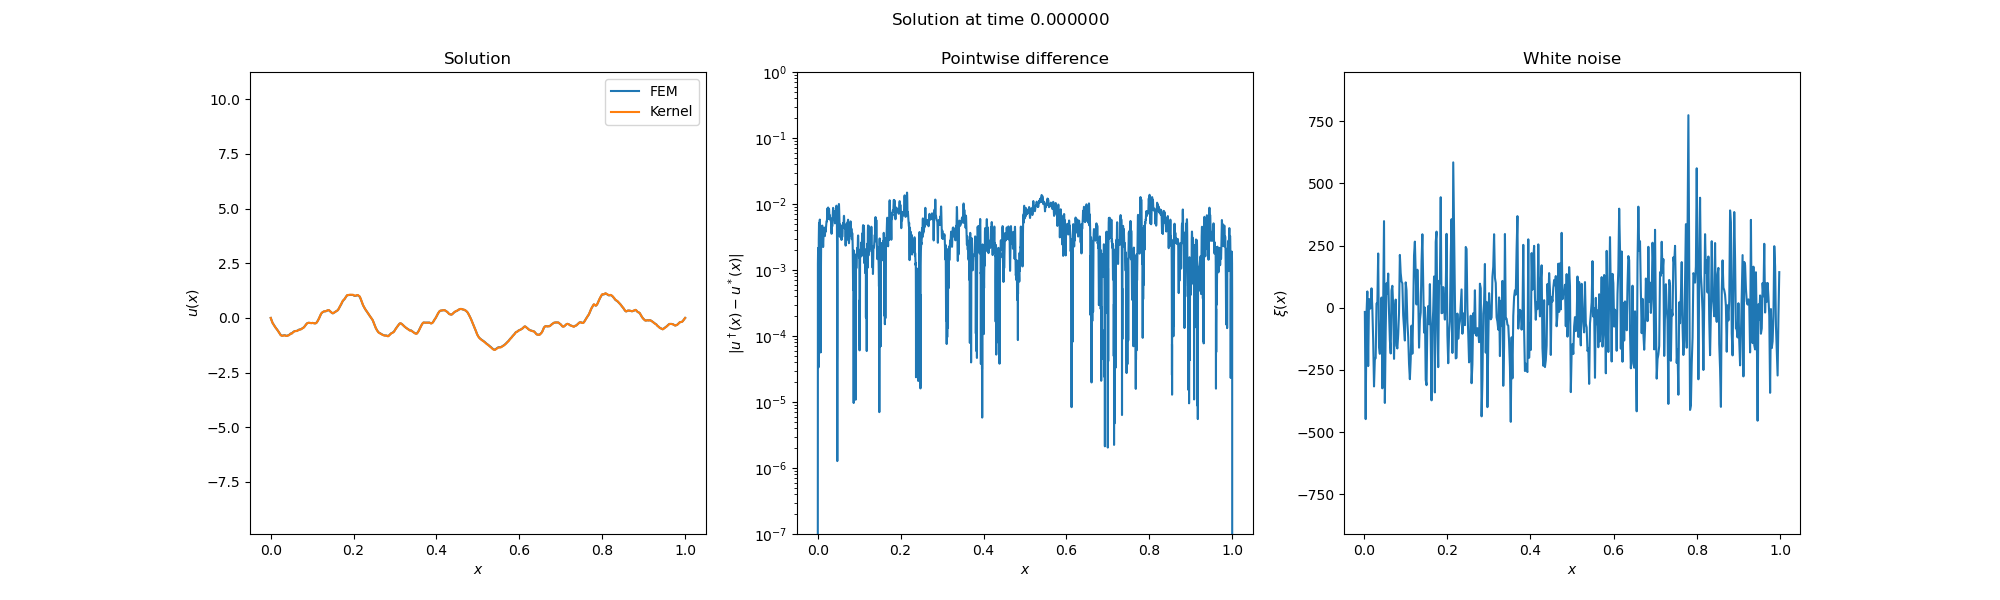 Solution at time 0.000000
Solution
10.0
7.5
5.0
2.5
0.0
−2.5
−5.0
−7.5
u(x)
FEM
Kernel
0.0 0.2 0.4 0.6 0.8 1.0
x
Pointwise difference
10⁰
10⁻¹
10⁻²
10⁻³
10⁻⁴
10⁻⁵
10⁻⁶
10⁻⁷
|u†(x) − u*(x)|
0.0 0.2 0.4 0.6 0.8 1.0
x
White noise
750
500
250
0
−250
−500
−750
ξ(x)
0.0 0.2 0.4 0.6 0.8 1.0
x